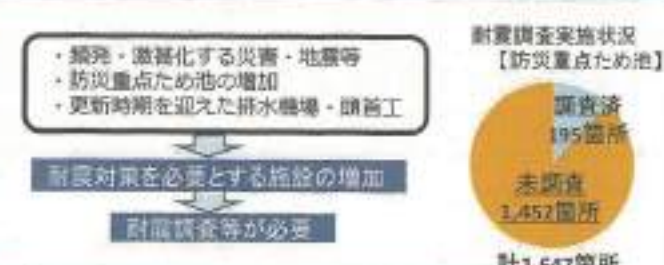 ・頻発・激甚化する災害・地震等
・防災重点ため池の増加
・更新時期を迎えた排水機場・頭首工
耐震対策を必要とする施設の増加
耐震調査等が必要
耐震調査実施状況
【防災重点ため池】
調査済
195箇所
未調査
1,452箇所
計1,647箇所